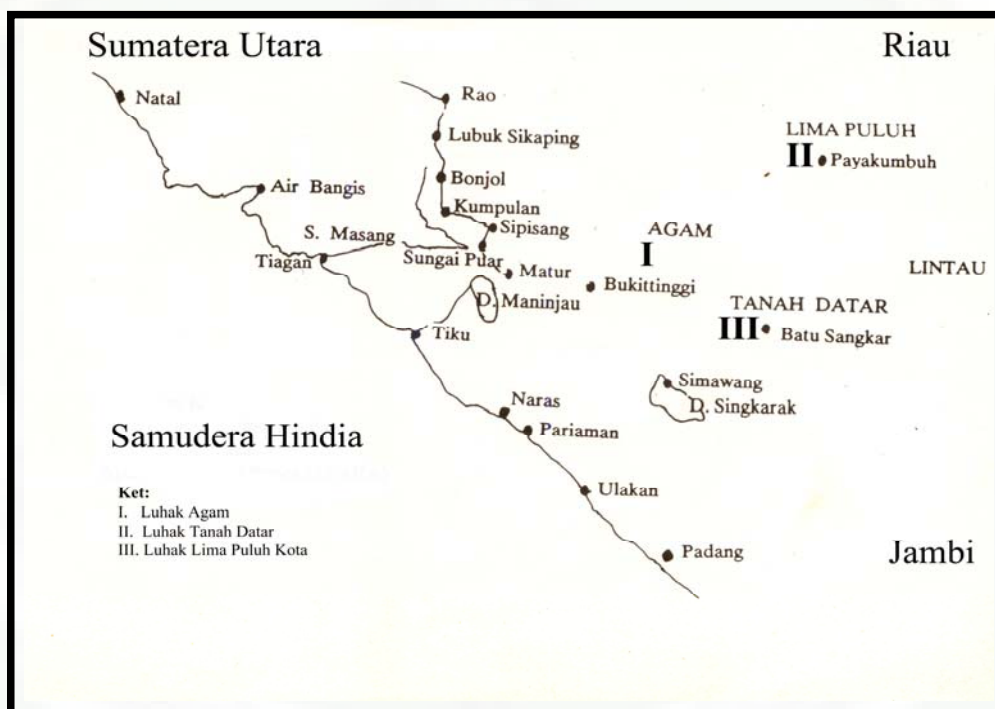 Sumatera Utara
Riau
Natal
Rao
Lubuk Sikaping
LIMA PULUH
II
Payakumbuh
Bonjol
Air Bangis
Kumpulan
Sipisang
S. Masang
AGAM
I
Sungai Puar
Tiagan
Matur
LINTAU
Bukittinggi
D. Maninjau
TANAH DATAR
III
Batu Sangkar
Tiku
Simawang
D. Singkarak
Naras
Pariaman
Samudera Hindia
Ulakan
Ket:
I. Luhak Agam
II. Luhak Tanah Datar
III. Luhak Lima Puluh Kota
Padang
Jambi